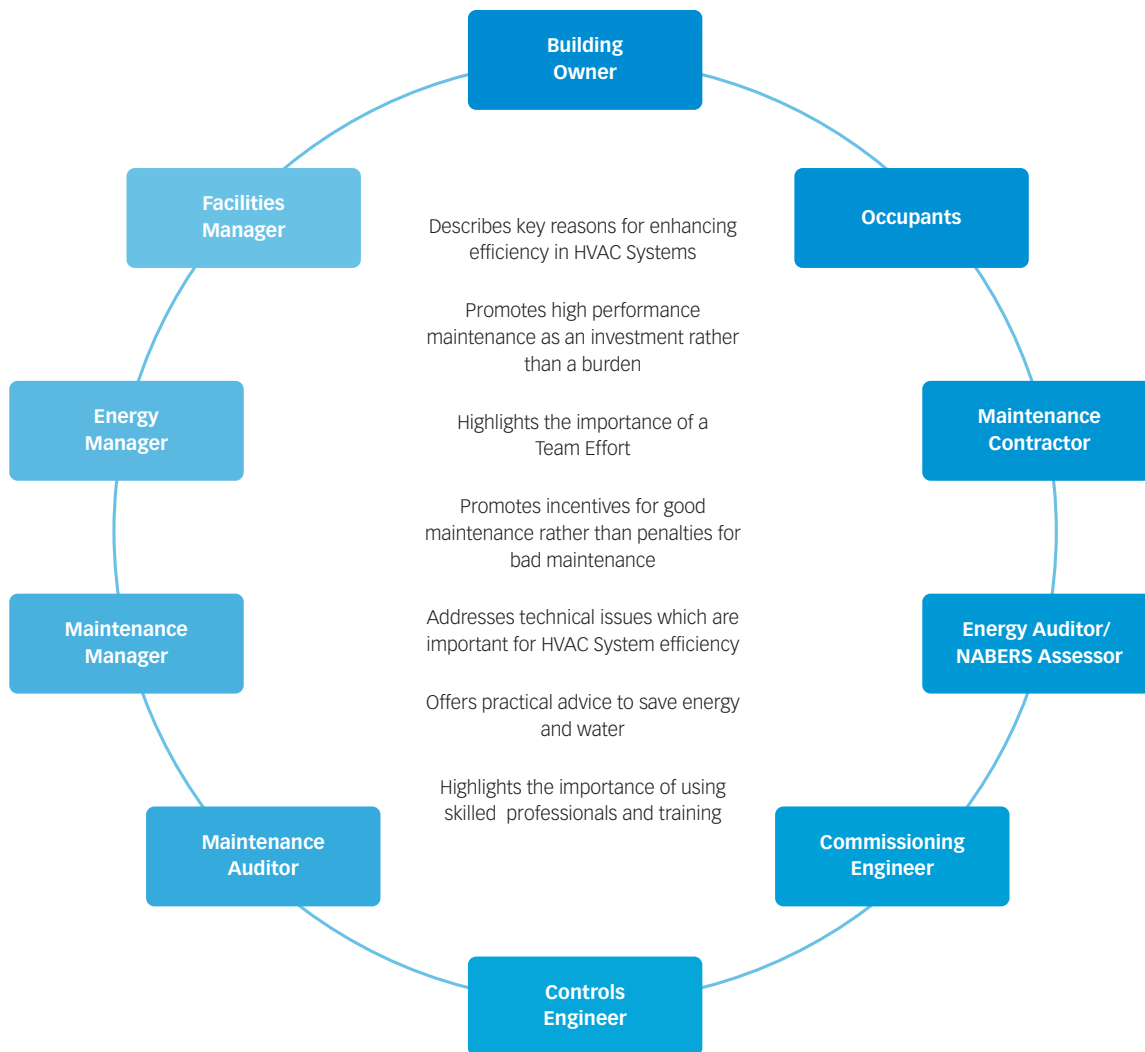 Building
Owner
Occupants
Maintenance
Contractor
Energy Auditor/
NABERS Assessor
Commissioning
Engineer
Controls
Engineer
Maintenance
Auditor
Maintenance
Manager
Energy
Manager
Facilities
Manager
Describes key reasons for enhancing
efficiency in HVAC Systems
Promotes high performance
maintenance as an investment rather
than a burden
Highlights the importance of a
Team Effort
Promotes incentives for good
maintenance rather than penalties for
bad maintenance
Addresses technical issues which are
important for HVAC System efficiency
Offers practical advice to save energy
and water
Highlights the importance of using
skilled professionals and training